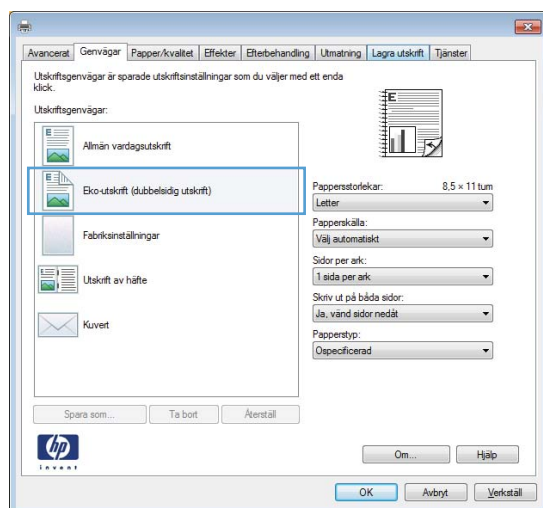 Avancerat Genvägar Papper/kvalitet Effekter Efterbehandling Utmatning Lagra utskrift Tjänster
Utskriftsgenvägar är sparade utskriftsinställningar som du väljer med ett enda
klick.
Utskriftsgenvägar:
Allmän vardagsutskrift
Eko-utskrift (dubbelsidig utskrift)
Fabriksinställningar
Utskrift av häfte
Kuvert
Spara som... Ta bort Återställ
E
E
E
E
Pappersstorlekar: 8,5 × 11 tum
Letter
Papperskälla:
Välj automatiskt
Sidor per ark:
1 sida per ark
Skriv ut på båda sidor:
Ja, vänd sidor nedåt
Papperstyp:
Ospecificerad
hp
invent
Om... Hjälp
OK Avbryt Verkställ